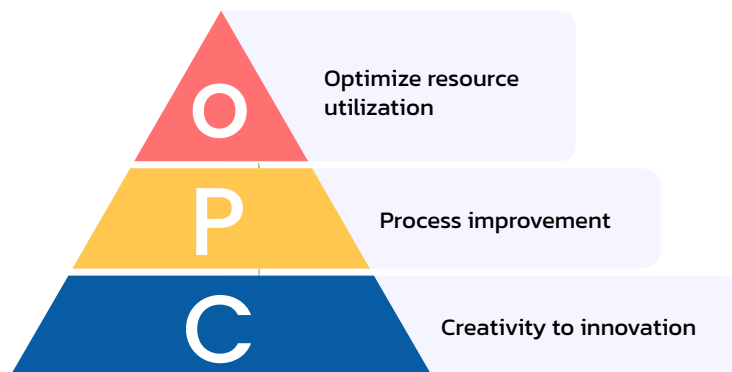 O
Optimize resource
utilization
P
Process improvement
C
Creativity to innovation